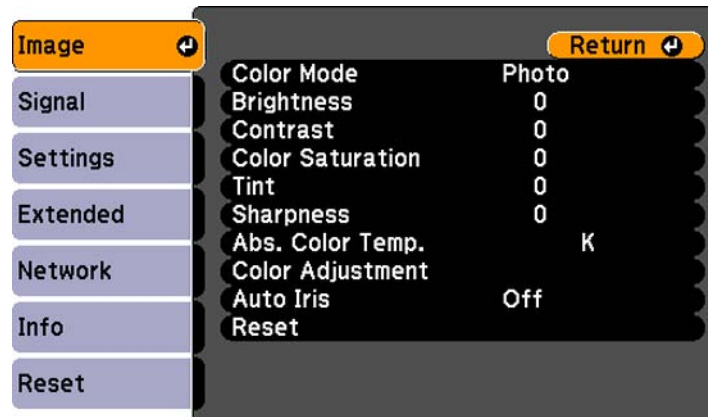 Image
Signal
Settings
Extended
Network
Info
Reset
Return
Color Mode Photo
Brightness 0
Contrast 0
Color Saturation 0
Tint 0
Sharpness 0
Abs. Color Temp. K
Color Adjustment
Auto Iris Off
Reset